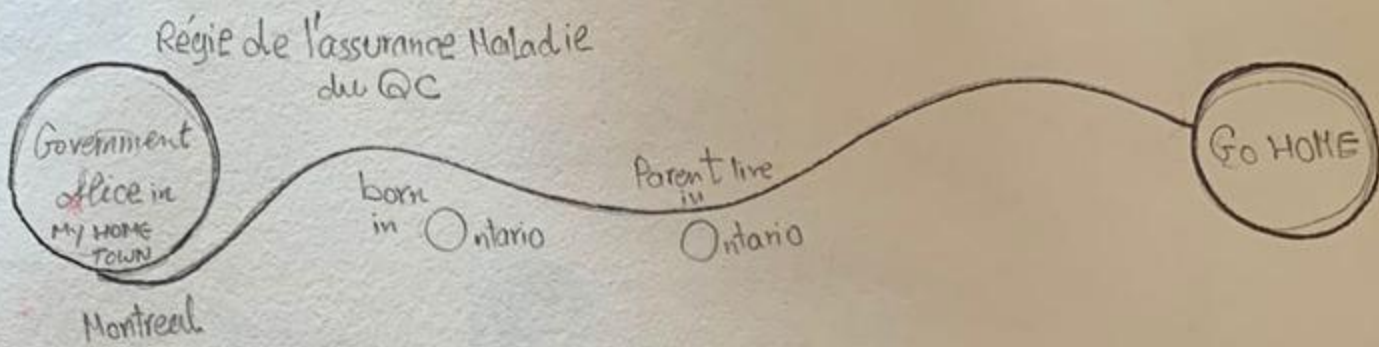 Régie de l'assurance Maladie
du QC
Government
office in
MY HOME
TOWN
Montreal
born
in Ontario
Parent live
in
Ontario
GO HOME